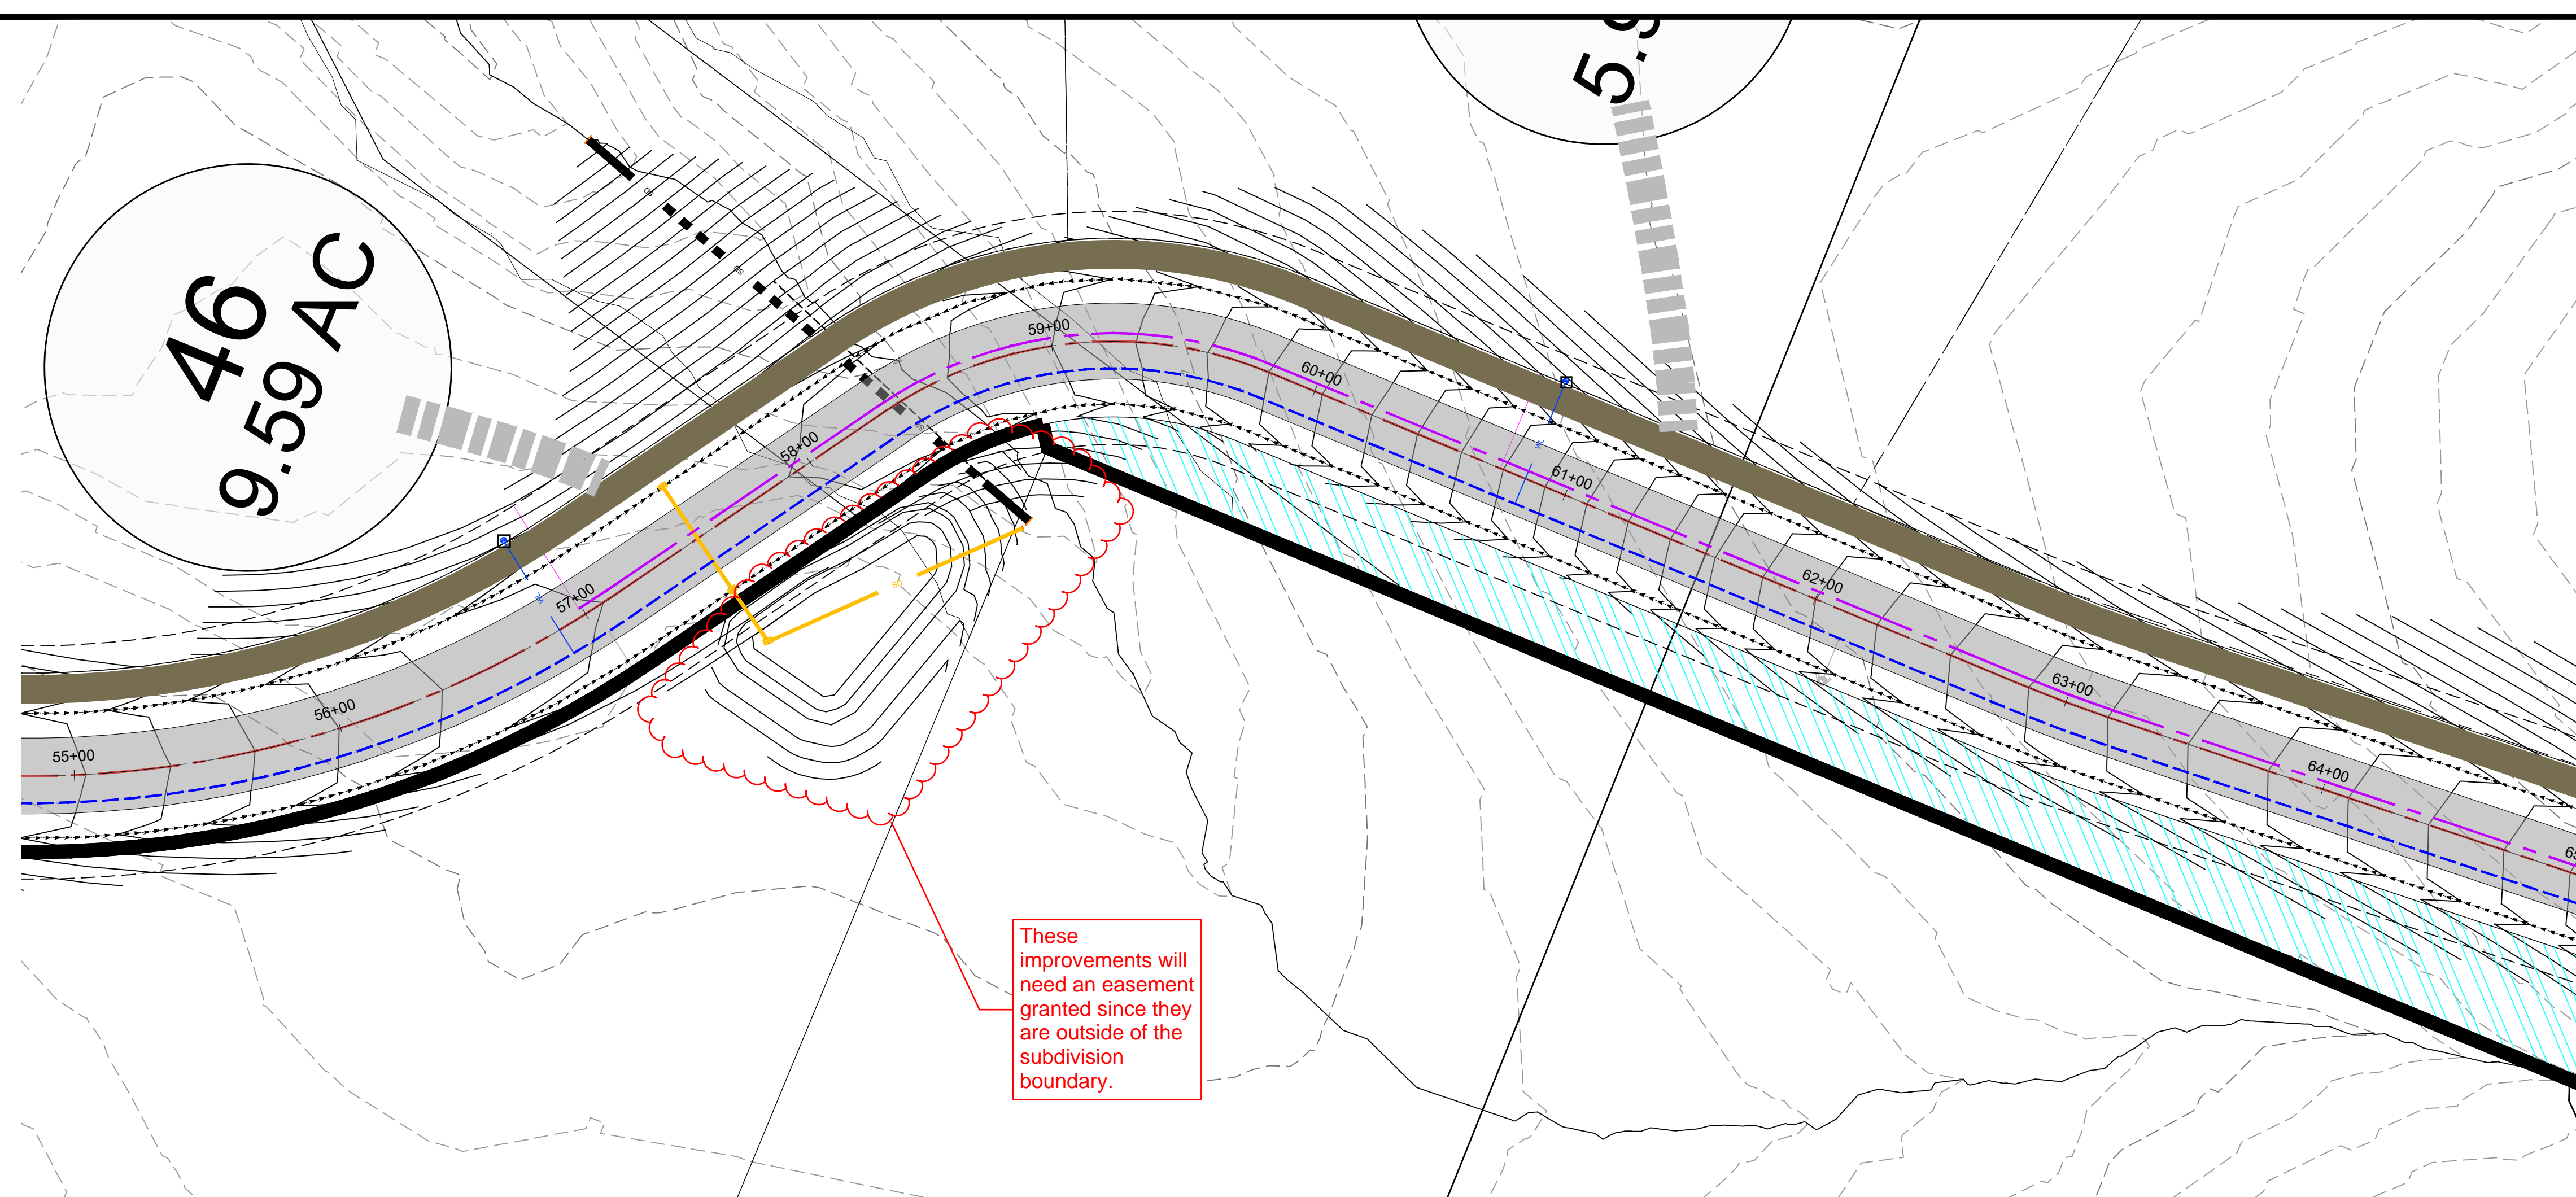 46
9.59 AC
5.9
55+00
56+00
57+00
58+00
59+00
60+00
61+00
62+00
63+00
64+00
These
improvements will
need an easement
granted since they
are outside of the
subdivision
boundary.